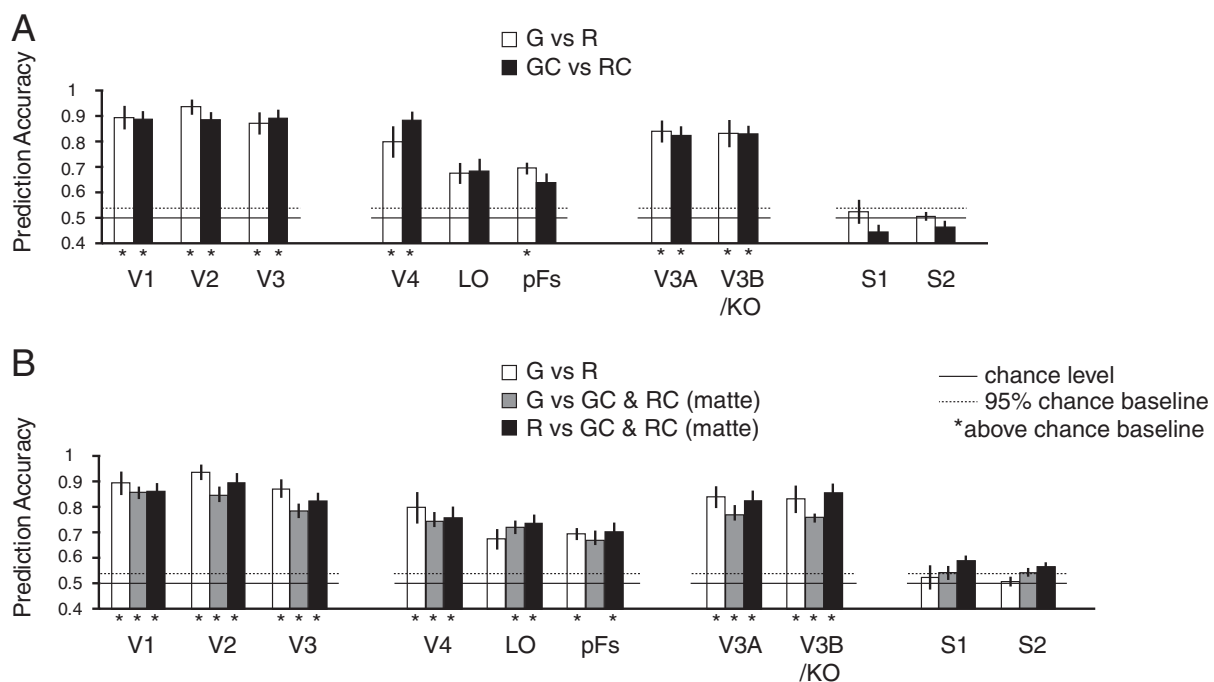 A
G vs R
GC vs RC
Prediction Accuracy
1
0.9
0.8
0.7
0.6
0.5
0.4
* * * * * * * * * * * * *
V1 V2 V3 V4 LO pFs V3A V3B /KO S1 S2
B
G vs R
G vs GC & RC (matte)
R vs GC & RC (matte)
chance level
95% chance baseline
*above chance baseline
Prediction Accuracy
1
0.9
0.8
0.7
0.6
0.5
0.4
* * * * * * * * * * * * * * * * * * * * * *
V1 V2 V3 V4 LO pFs V3A V3B /KO S1 S2